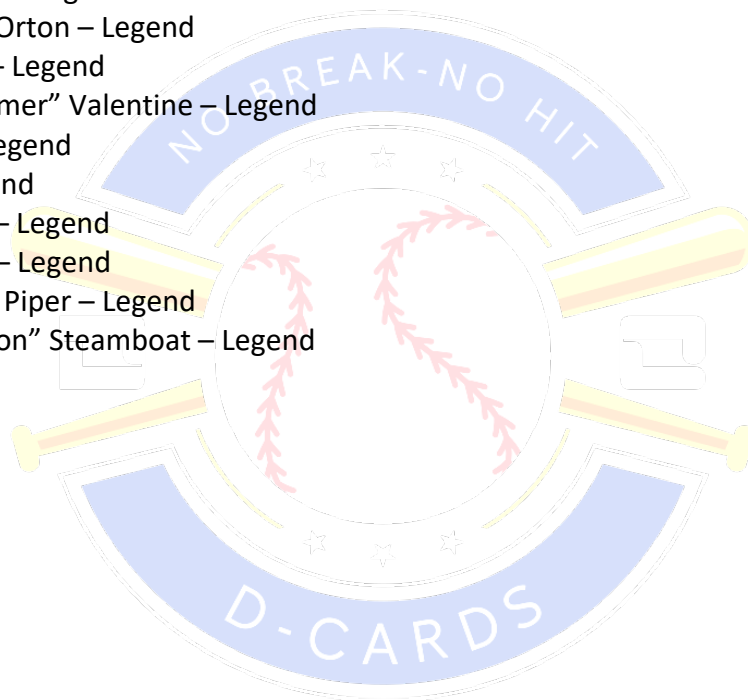 Orton – Legend
– Legend
mer” Valentine – Legend
egend
nd
– Legend
– Legend
Piper – Legend
on” Steamboat – Legend
NO BREAK-NO HIT
D-CARDS